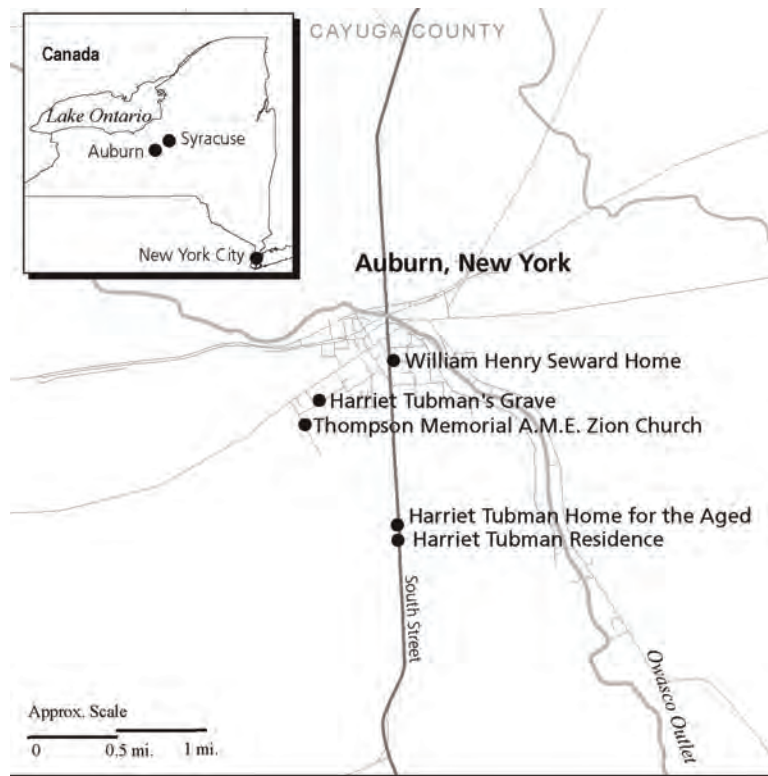 CAYUGA COUNTY
Canada
Lake Ontario
Syracuse
Auburn
New York City
Auburn, New York
William Henry Seward Home
Harriet Tubman's Grave
Thompson Memorial A.M.E. Zion Church
Harriet Tubman Home for the Aged
Harriet Tubman Residence
South Street
Owasco Outlet
Approx. Scale
0 0.5 mi. 1 mi.